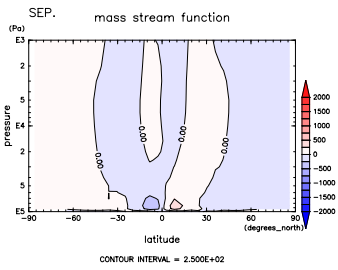 SEP.
mass stream function
(Pa)
E3
2
5
E4
2
5
E5
pressure
0.00
0.00
0.00
0.00
-90
-60
-30
0
30
60
90
(degrees_north)
latitude
2000
1500
1000
500
0
-500
-1000
-1500
-2000
CONTOUR INTERVAL = 2.500E+02